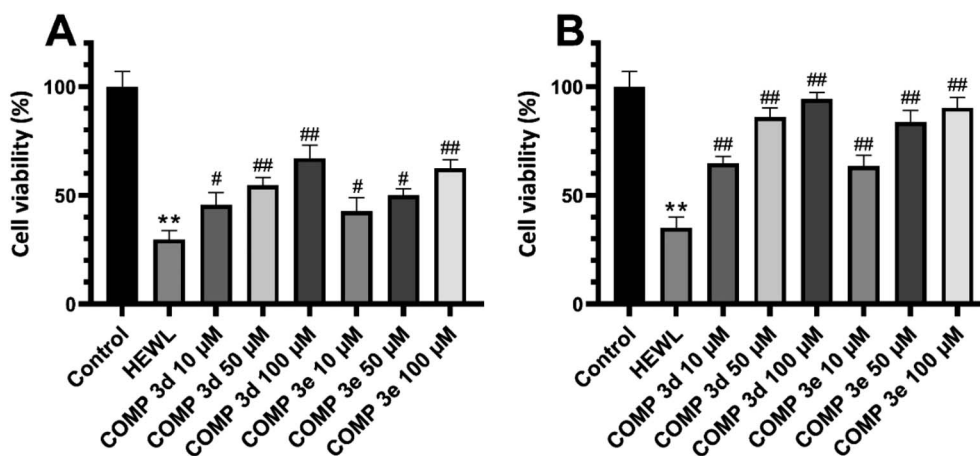 A
Cell viability (%)
100
50
0
**
#
##
##
#
#
##
Control
HEWL
COMP 3d 10 µM
COMP 3d 50 µM
COMP 3d 100 µM
COMP 3e 10 µM
COMP 3e 50 µM
COMP 3e 100 µM
B
Cell viability (%)
100
50
0
**
##
##
##
##
##
##
Control
HEWL
COMP 3d 10 µM
COMP 3d 50 µM
COMP 3d 100 µM
COMP 3e 10 µM
COMP 3e 50 µM
COMP 3e 100 µM